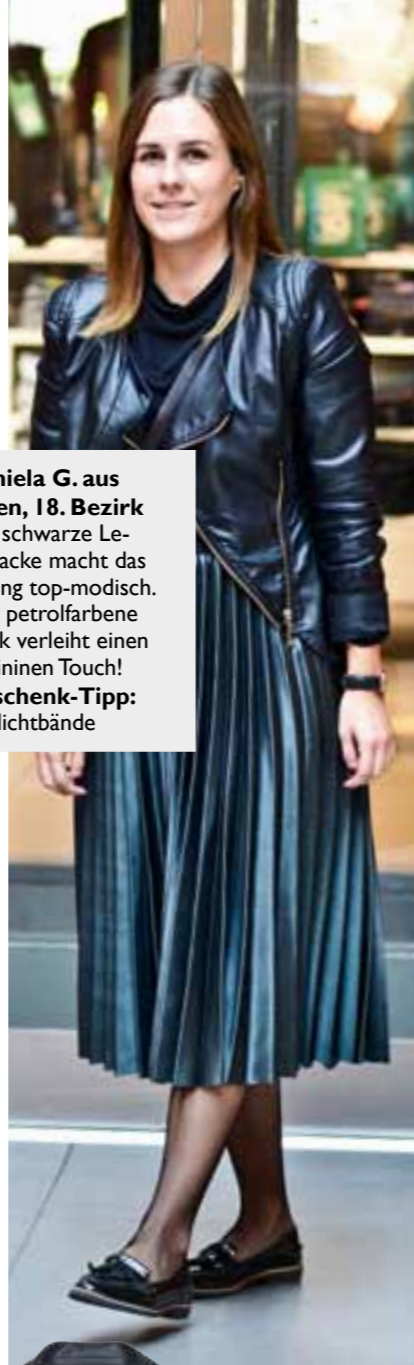 niela G. aus
en, 18. Bezirk
schwarze Le-
acke macht das
ng top-modisch.
petrolfarbene
k verleiht einen
ininen Touch!
schenk-Tipp:
lichtbände